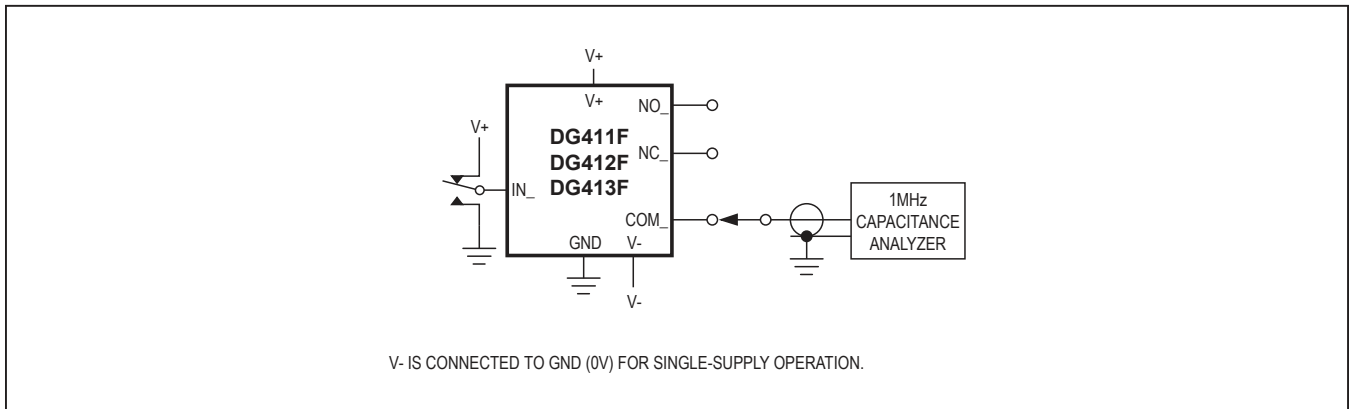 V+
V+
NO_
V+
DG411F
NC_
DG412F
IN_
DG413F
1MHz
CAPACITANCE
ANALYZER
COM_
GND
V-
V-
V- IS CONNECTED TO GND (0V) FOR SINGLE-SUPPLY OPERATION.